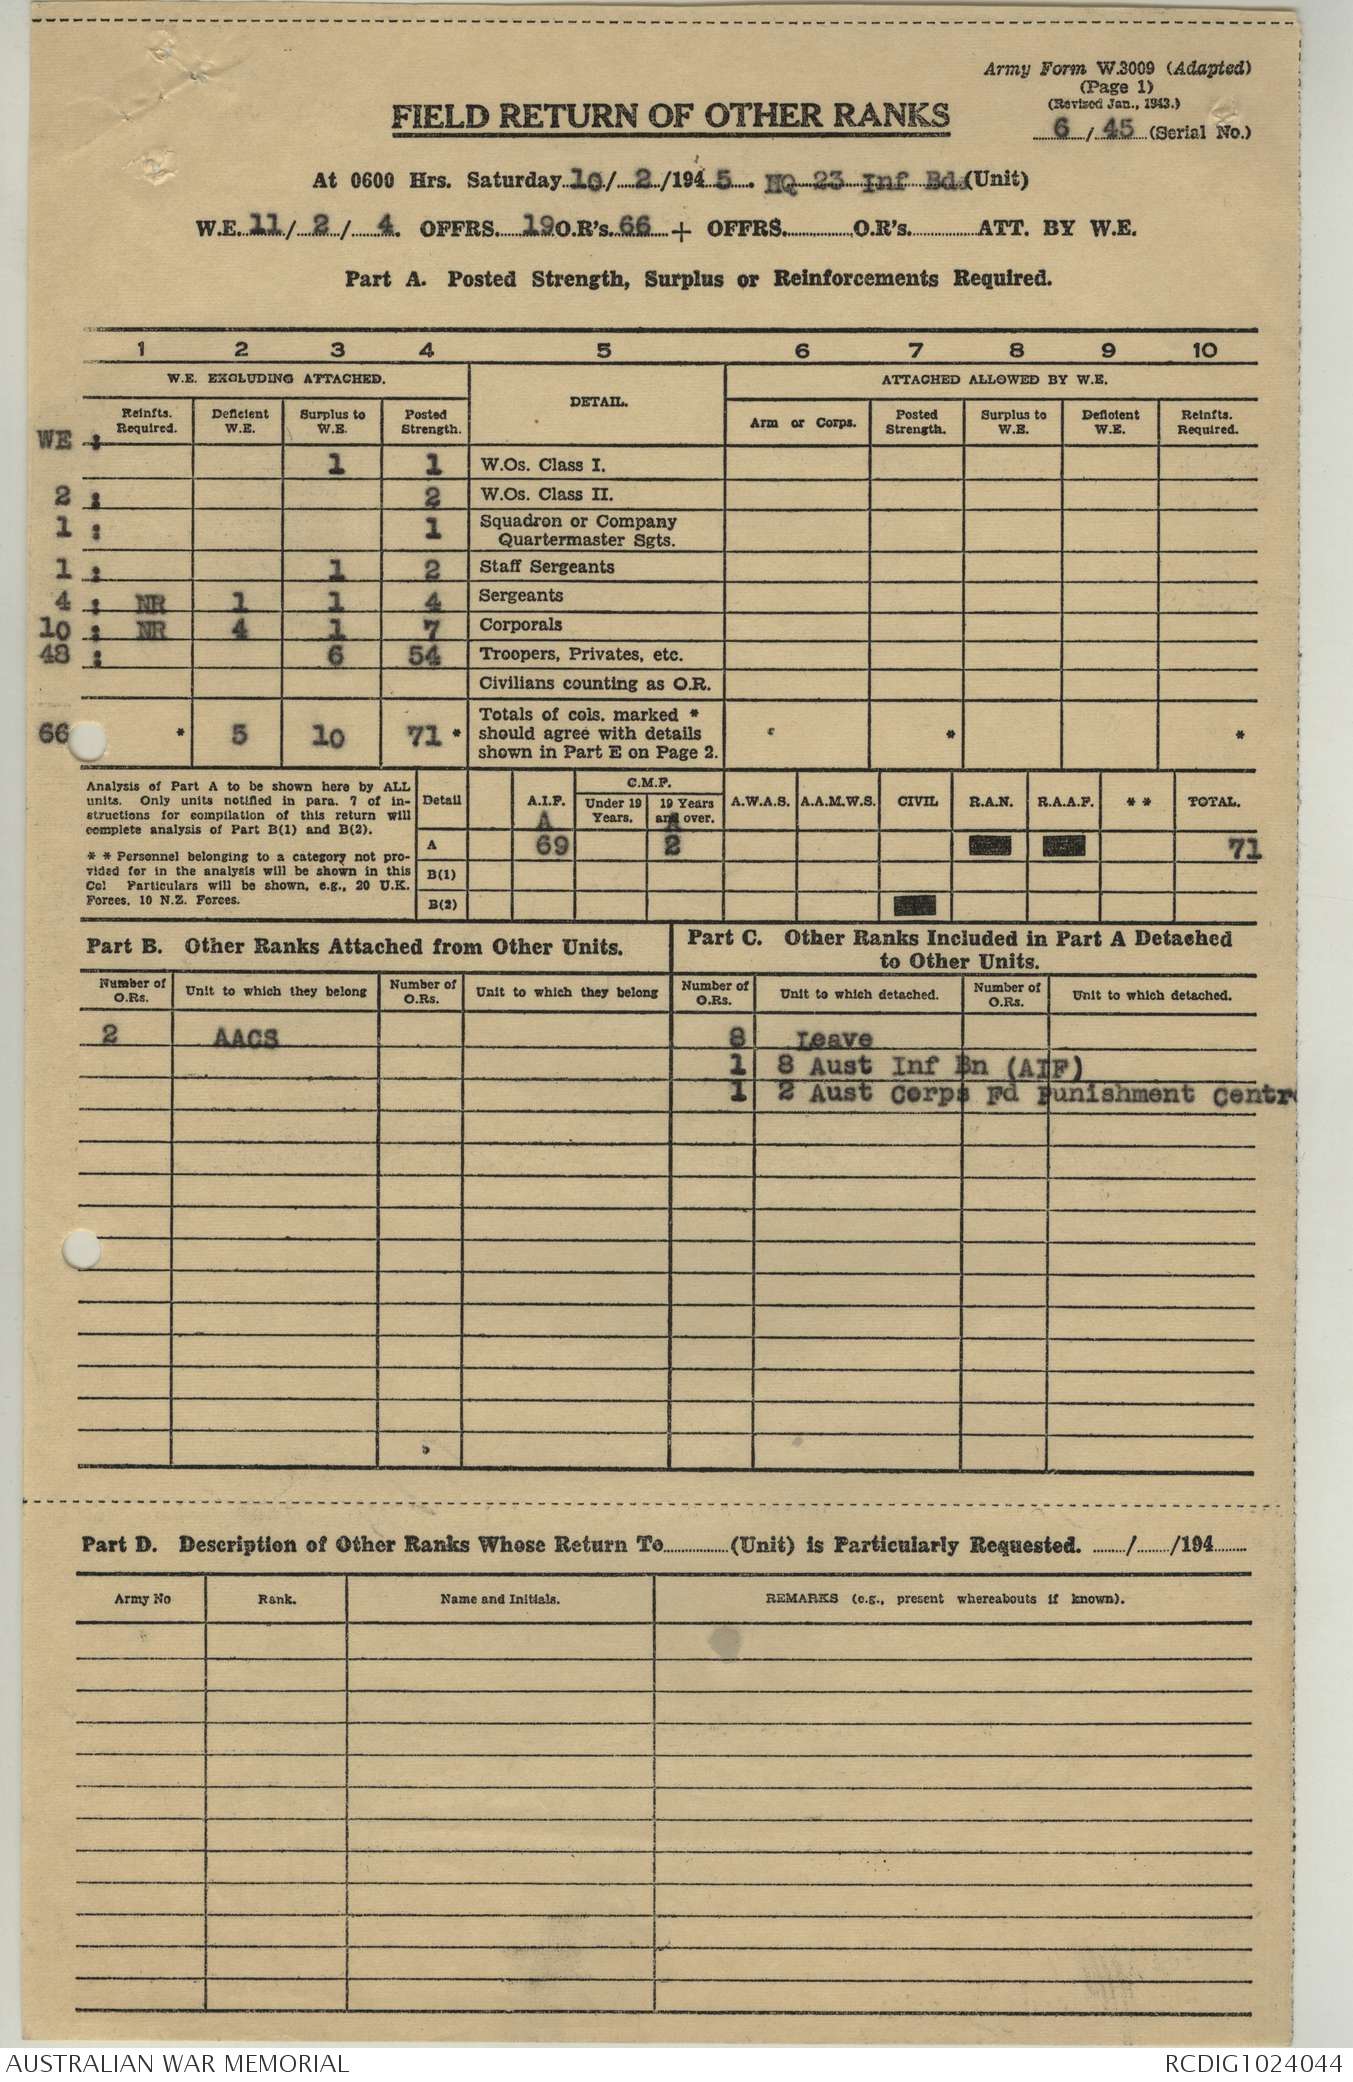 Army Form W.3009 (Adapted)
(Page 1)
(Revised Jan., 1943.)
6 / 45 (Serial No.)
FIELD RETURN OF OTHER RANKS
At 0600 Hrs. Saturday 10 / 2 /194 5 . HQ 23 Inf Bde (Unit)
W.E. 11 / 2 / 4. OFFRS. 19 O.R's. 66 + OFFRS. O.R's. ATT. BY W.E.
Part A. Posted Strength, Surplus or Reinforcements Required.
1 2 3 4 5 6 7 8 9 10
W.E. EXCLUDING ATTACHED. DETAIL. ATTACHED ALLOWED BY W.E.
Reinfts. Required. Deficient W.E. Surplus to W.E. Posted Strength. Arm or Corps. Posted Strength. Surplus to W.E. Deficient W.E. Reinfts. Required.
WE :
1 1 W.Os. Class I.
2 : 2 W.Os. Class II.
1 : 1 Squadron or Company Quartermaster Sgts.
1 : 1 2 Staff Sergeants
4 : NR 1 1 4 Sergeants
10 : NR 4 1 7 Corporals
48 : 6 54 Troopers, Privates, etc.
Civilians counting as O.R.
66 * 5 10 71 * Totals of cols. marked * should agree with details shown in Part E on Page 2. * *
Analysis of Part A to be shown here by ALL
units. Only units notified in para. 7 of in-
structions for compilation of this return will
complete analysis of Part B(1) and B(2).
* * Personnel belonging to a category not pro-
vided for in the analysis will be shown in this
Col Particulars will be shown, e.g., 20 U.K.
Forces, 10 N.Z. Forces.
Detail A.I.F. C.M.F. Under 19 Years. 19 Years and over. A.W.A.S. A.A.M.W.S. CIVIL R.A.N. R.A.A.F. * * TOTAL.
A A
A 69 2 71
B(1)
B(2)
Part B. Other Ranks Attached from Other Units.
Part C. Other Ranks Included in Part A Detached
to Other Units.
Number of O.Rs. Unit to which they belong Number of O.Rs. Unit to which they belong Number of O.Rs. Unit to which detached. Number of O.Rs. Unit to which detached.
2 AACS 8 Leave
1 8 Aust Inf Bn (AIF)
1 2 Aust Corps Fd Punishment Centre
Part D. Description of Other Ranks Whose Return To (Unit) is Particularly Requested. / /194
Army No Rank. Name and Initials. REMARKS (e.g., present whereabouts if known).
AUSTRALIAN WAR MEMORIAL RCDIG1024044